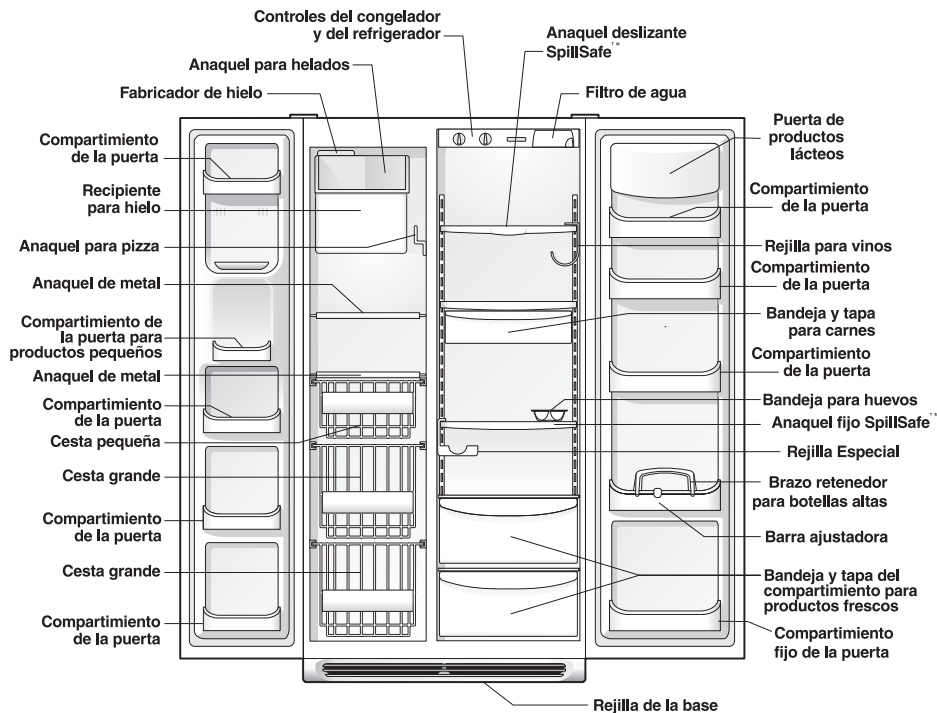 Controles del congelador
y del refrigerador
Anaquel deslizante
SpillSafe™
Anaquel para helados
Fabricador de hielo
Filtro de agua
Compartimiento
de la puerta
Puerta de
productos
lácteos
Recipiente
para hielo
Compartimiento
de la puerta
Anaquel para pizza
Rejilla para vinos
Anaquel de metal
Compartimiento
de la puerta
Compartimiento de
la puerta para
productos pequeños
Bandeja y tapa
para carnes
Anaquel de metal
Compartimiento
de la puerta
Compartimiento
de la puerta
Bandeja para huevos
Anaquel fijo SpillSafe™
Cesta pequeña
Rejilla Especial
Cesta grande
Brazo retenedor
para botellas altas
Compartimiento
de la puerta
Barra ajustadora
Cesta grande
Bandeja y tapa del
compartimiento para
productos frescos
Compartimiento
de la puerta
Compartimiento
fijo de la puerta
Rejilla de la base